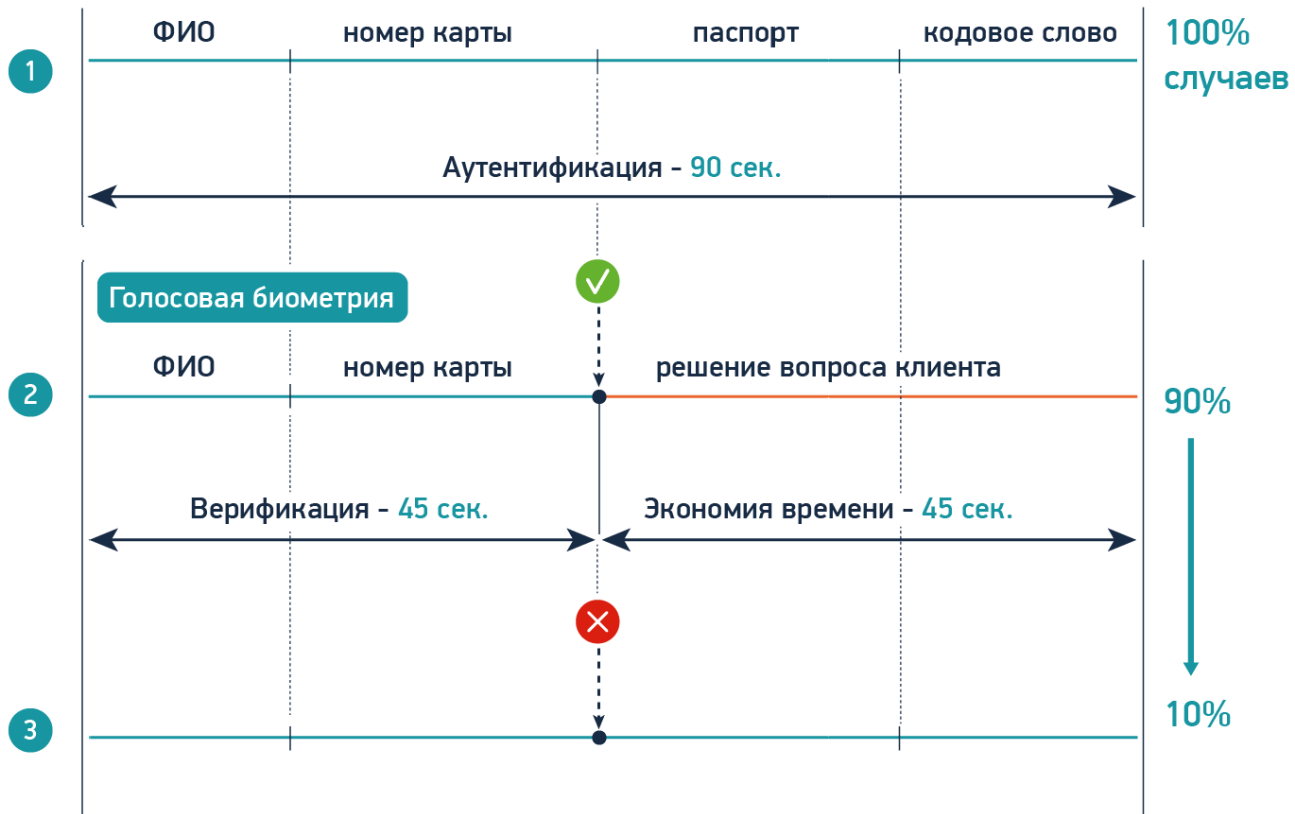 ФИО номер карты паспорт кодовое слово 100%
случаев
1
Аутентификация - 90 сек.
Голосовая биометрия
ФИО номер карты решение вопроса клиента
2
90%
Верификация - 45 сек. Экономия времени - 45 сек.
10%
3